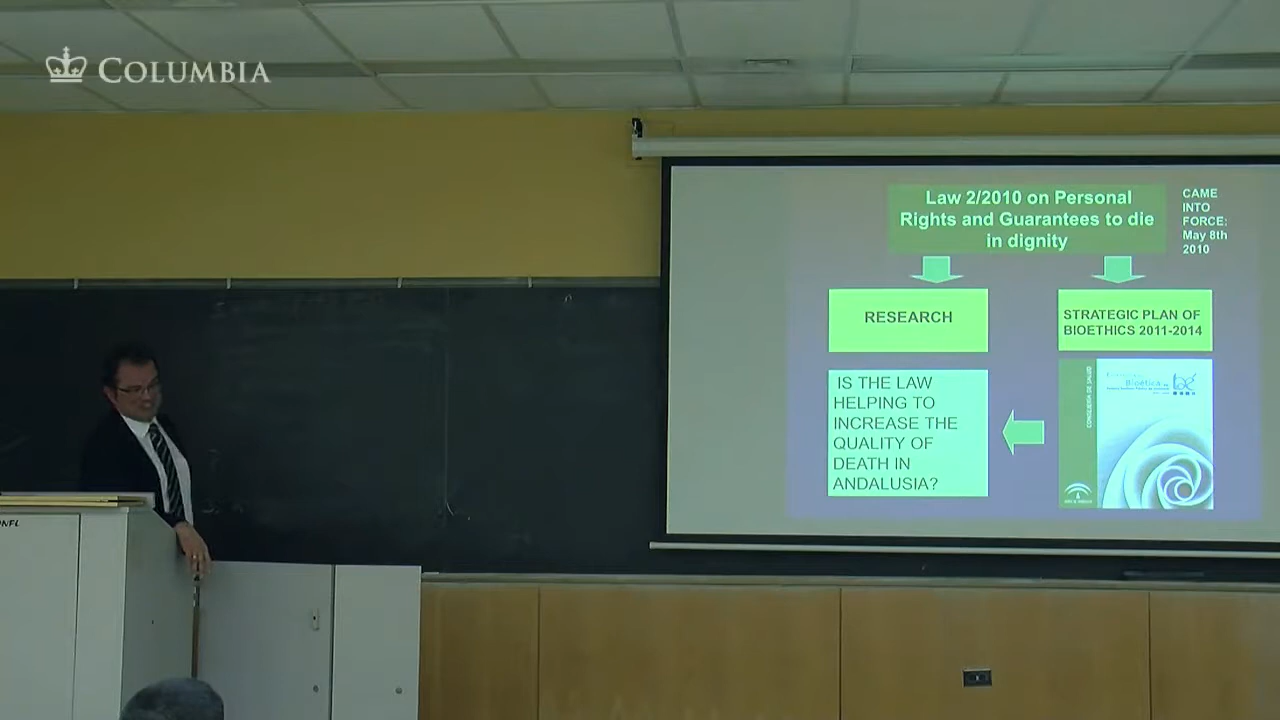 COLUMBIA
Law 2/2010 on Personal
Rights and Guarantees to die
in dignity
CAME
INTO
FORCE:
May 8th
2010
RESEARCH
STRATEGIC PLAN OF
BIOETHICS 2011-2014
IS THE LAW
HELPING TO
INCREASE THE
QUALITY OF
DEATH IN
ANDALUSIA?
CONSEJERÍA DE SALUD
Bioética